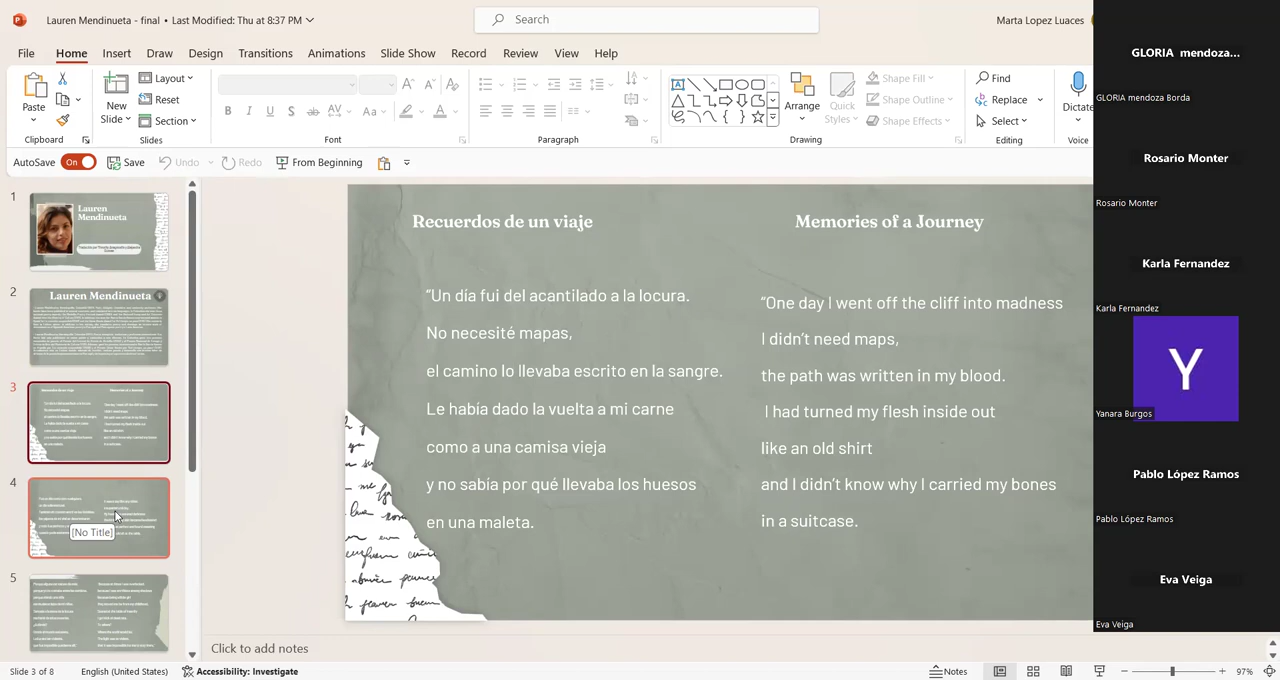 Lauren Mendinueta - final • Last Modified: Thu at 8:37 PM
Search
Marta Lopez Luaces
File Home Insert Draw Design Transitions Animations Slide Show Record Review View Help
Paste
New Slide
Layout
Reset
Section
Arrange
Quick Styles
Shape Fill
Shape Outline
Shape Effects
Find
Replace
Select
Dictate
Clipboard Slides Font Paragraph Drawing Editing Voice
AutoSave On Save Undo Redo From Beginning
1
Lauren
Mendinueta
2
Lauren Mendinueta
3
4
[No Title]
5
Recuerdos de un viaje
“Un día fui del acantilado a la locura.
No necesité mapas,
el camino lo llevaba escrito en la sangre.
Le había dado la vuelta a mi carne
como a una camisa vieja
y no sabía por qué llevaba los huesos
en una maleta.
Memories of a Journey
“One day I went off the cliff into madness
I didn’t need maps,
the path was written in my blood.
I had turned my flesh inside out
like an old shirt
and I didn’t know why I carried my bones
in a suitcase.
GLORIA mendoza...
GLORIA mendoza Borda
Rosario Monter
Rosario Monter
Karla Fernandez
Karla Fernandez
Y
Yanara Burgos
Pablo López Ramos
Pablo López Ramos
Eva Veiga
Eva Veiga
Click to add notes
Slide 3 of 8 English (United States) Accessibility: Investigate Notes 97%